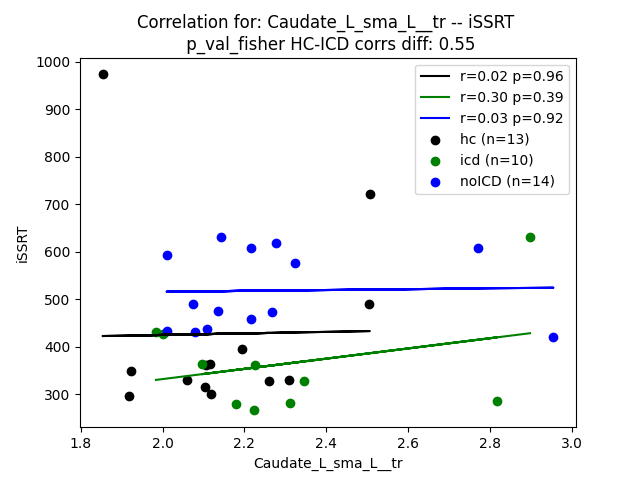 Correlation for: Caudate_L_sma_L__tr -- iSSRT
p_val_fisher HC-ICD corrs diff: 0.55
1000
900
800
700
600
500
400
300
iSSRT
r=0.02 p=0.96
r=0.30 p=0.39
r=0.03 p=0.92
hc (n=13)
icd (n=10)
noICD (n=14)
1.8 2.0 2.2 2.4 2.6 2.8 3.0
Caudate_L_sma_L__tr